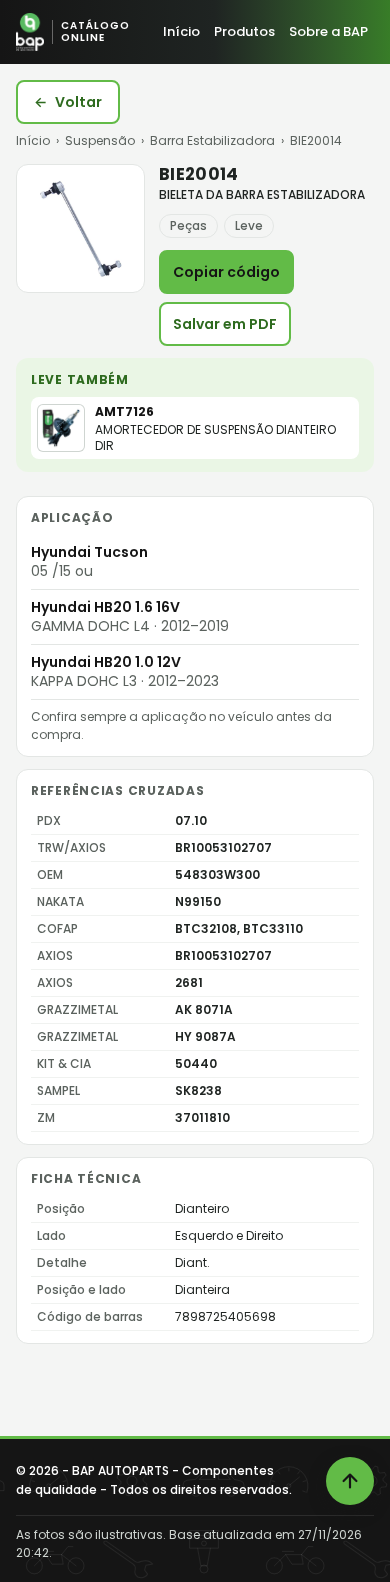 bap
CATÁLOGO
ONLINE
Início Produtos Sobre a BAP
← Voltar
Início › Suspensão › Barra Estabilizadora › BIE20014
BIE20014
BIELETA DA BARRA ESTABILIZADORA
Peças Leve
Copiar código
Salvar em PDF
LEVE TAMBÉM
AMT7126
AMORTECEDOR DE SUSPENSÃO DIANTEIRO
DIR
APLICAÇÃO
Hyundai Tucson
05 /15 ou
Hyundai HB20 1.6 16V
GAMMA DOHC L4 · 2012–2019
Hyundai HB20 1.0 12V
KAPPA DOHC L3 · 2012–2023
Confira sempre a aplicação no veículo antes da
compra.
REFERÊNCIAS CRUZADAS
PDX 07.10
TRW/AXIOS BR10053102707
OEM 548303W300
NAKATA N99150
COFAP BTC32108, BTC33110
AXIOS BR10053102707
AXIOS 2681
GRAZZIMETAL AK 8071A
GRAZZIMETAL HY 9087A
KIT & CIA 50440
SAMPEL SK8238
ZM 37011810
FICHA TÉCNICA
Posição Dianteiro
Lado Esquerdo e Direito
Detalhe Diant.
Posição e lado Dianteira
Código de barras 7898725405698
© 2026 - BAP AUTOPARTS - Componentes
de qualidade - Todos os direitos reservados.
As fotos são ilustrativas. Base atualizada em 27/11/2026
20:42.